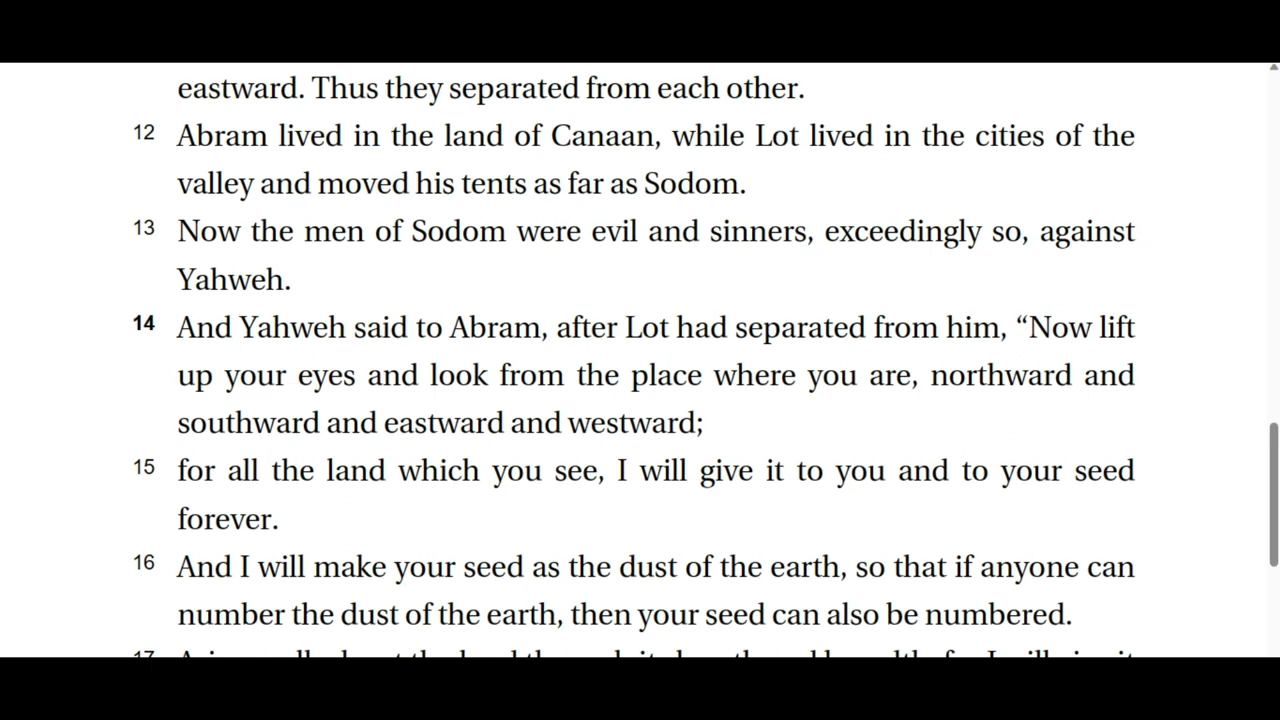 eastward. Thus they separated from each other.
12 Abram lived in the land of Canaan, while Lot lived in the cities of the
valley and moved his tents as far as Sodom.
13 Now the men of Sodom were evil and sinners, exceedingly so, against
Yahweh.
14 And Yahweh said to Abram, after Lot had separated from him, “Now lift
up your eyes and look from the place where you are, northward and
southward and eastward and westward;
15 for all the land which you see, I will give it to you and to your seed
forever.
16 And I will make your seed as the dust of the earth, so that if anyone can
number the dust of the earth, then your seed can also be numbered.